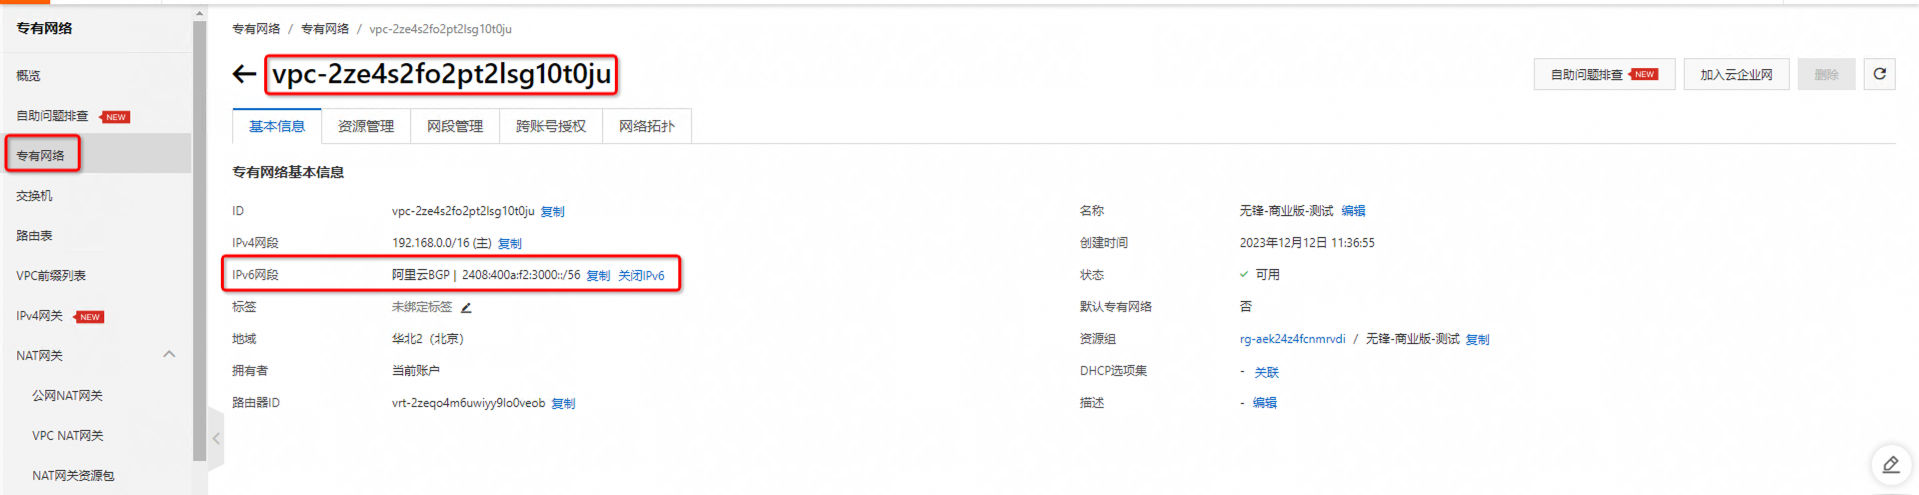 专有网络
概览
自助问题排查 NEW
专有网络
交换机
路由表
VPC前缀列表
IPv4网关 NEW
NAT网关
公网NAT网关
VPC NAT网关
NAT网关资源包
专有网络 / 专有网络 / vpc-2ze4s2fo2pt2lsg10t0ju
vpc-2ze4s2fo2pt2lsg10t0ju
自助问题排查 NEW 加入云企业网 删除
基本信息 资源管理 网段管理 跨账号授权 网络拓扑
专有网络基本信息
ID vpc-2ze4s2fo2pt2lsg10t0ju 复制 名称 无锋-商业版-测试 编辑
IPv4网段 192.168.0.0/16 (主) 复制 创建时间 2023年12月12日 11:36:55
IPv6网段 阿里云BGP | 2408:400a:f2:3000::/56 复制 关闭IPv6 状态 可用
标签 未绑定标签 默认专有网络 否
地域 华北2（北京） 资源组 rg-aek24z4fcnmrvdi / 无锋-商业版-测试 复制
拥有者 当前账户 DHCP选项集 - 关联
路由器ID vrt-2zeqo4m6uwiyy9lo0veob 复制 描述 - 编辑